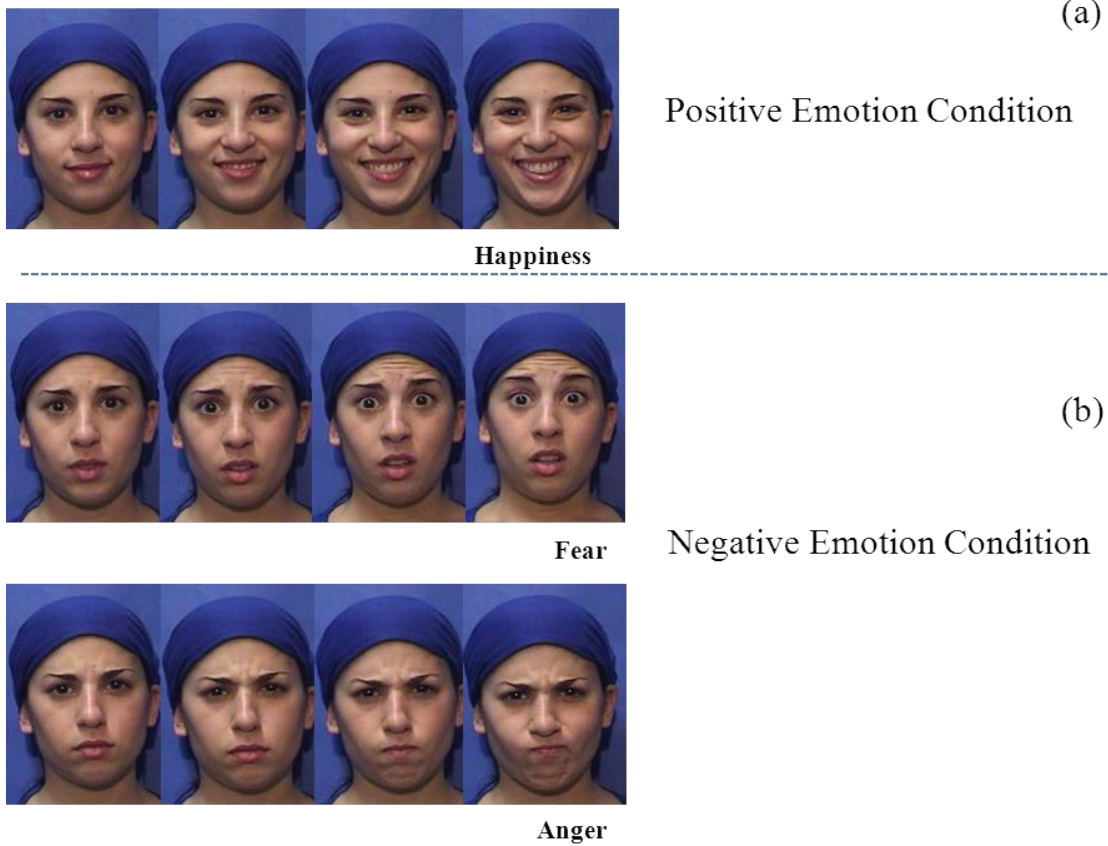 (a)
Positive Emotion Condition
Happiness
(b)
Fear
Negative Emotion Condition
Anger